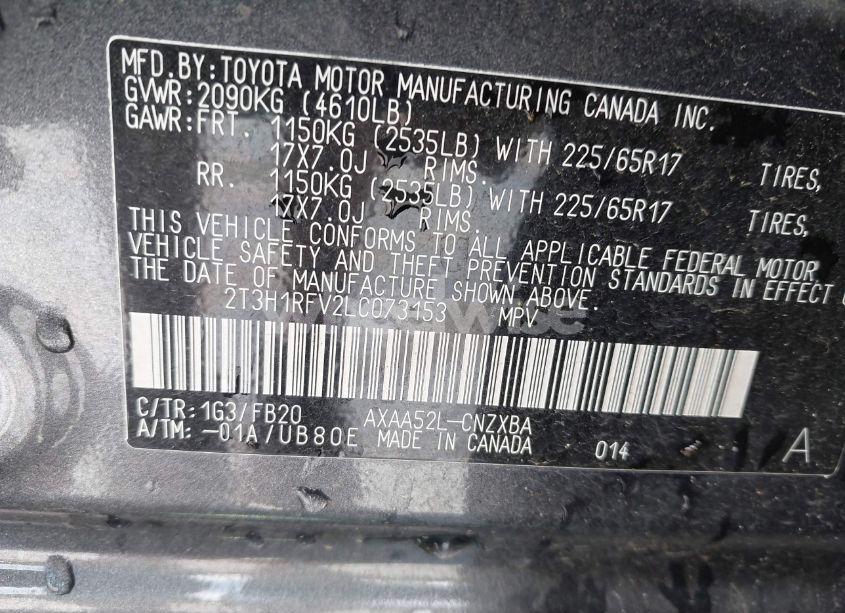 MFD.BY:TOYOTA MOTOR MANUFACTURING CANADA INC.
GVWR:2090KG (4610LB)
GAWR:FRT. 1150KG (2535LB) WITH 225/65R17 TIRES,
17X7.0J RIMS.
RR. 1150KG (2535LB) WITH 225/65R17 TIRES,
17X7.0J RIMS.
THIS VEHICLE CONFORMS TO ALL APPLICABLE FEDERAL MOTOR
VEHICLE SAFETY AND THEFT PREVENTION STANDARDS IN EFFECT
THE DATE OF MANUFACTURE SHOWN ABOVE.
2T3H1RFV2LC073453 MPV
C/TR:1G3/FB20 AXAA52L-CNZXBA
A/TM:-01A/UB80E MADE IN CANADA 014 A